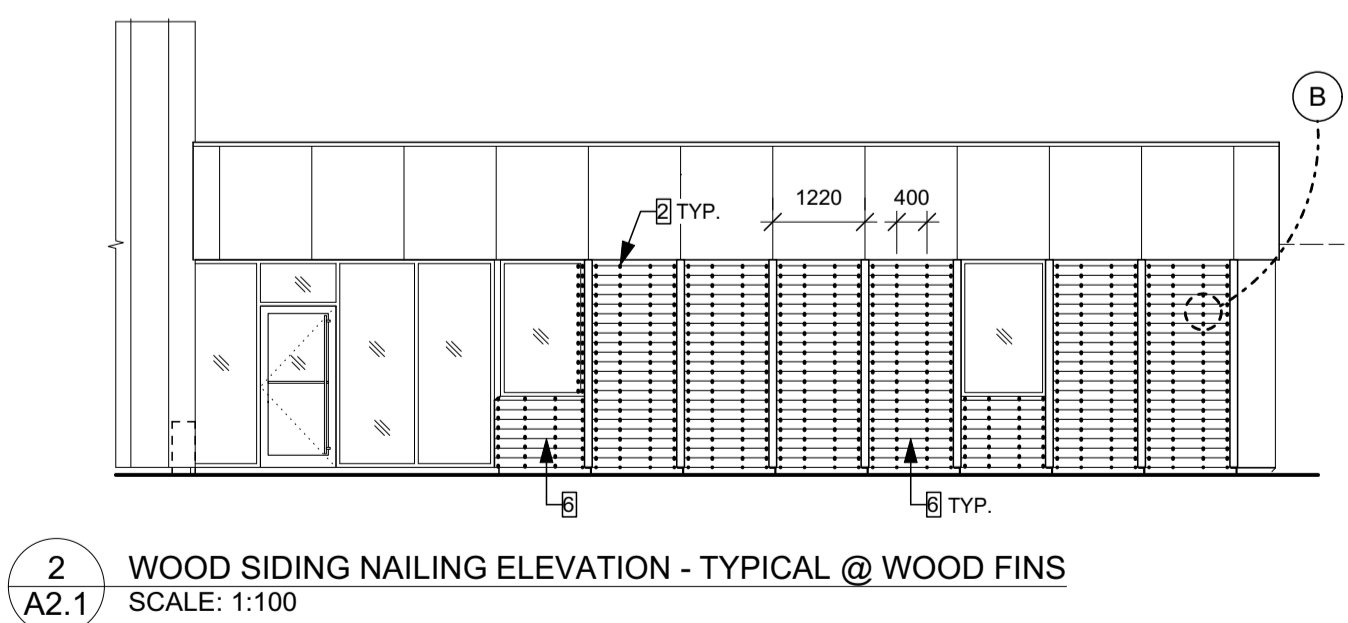 B
1220
400
2 TYP.
6
6 TYP.
2
A2.1
WOOD SIDING NAILING ELEVATION - TYPICAL @ WOOD FINS
SCALE: 1:100